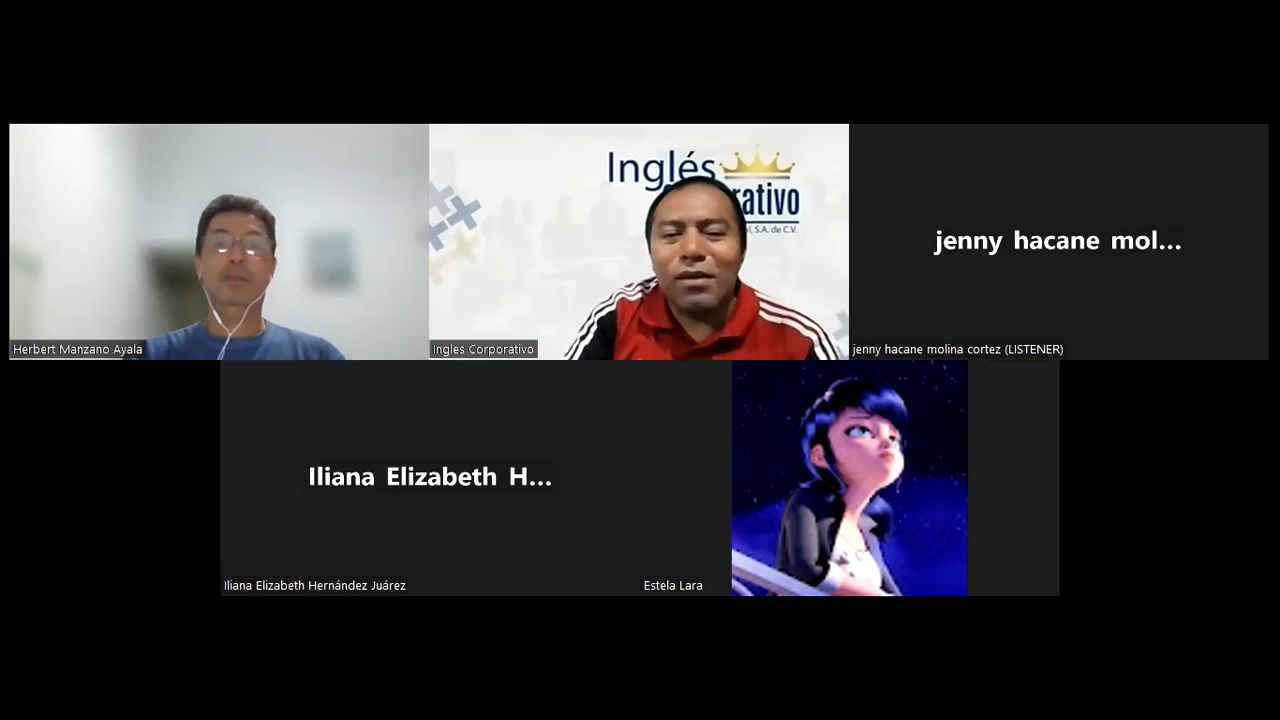 Inglés
rativo
l, S.A. de C.V.
Herbert Manzano Ayala
Ingles Corporativo
jenny hacane mol...
jenny hacane molina cortez (LISTENER)
Iliana Elizabeth H...
Iliana Elizabeth Hernández Juárez
Estela Lara